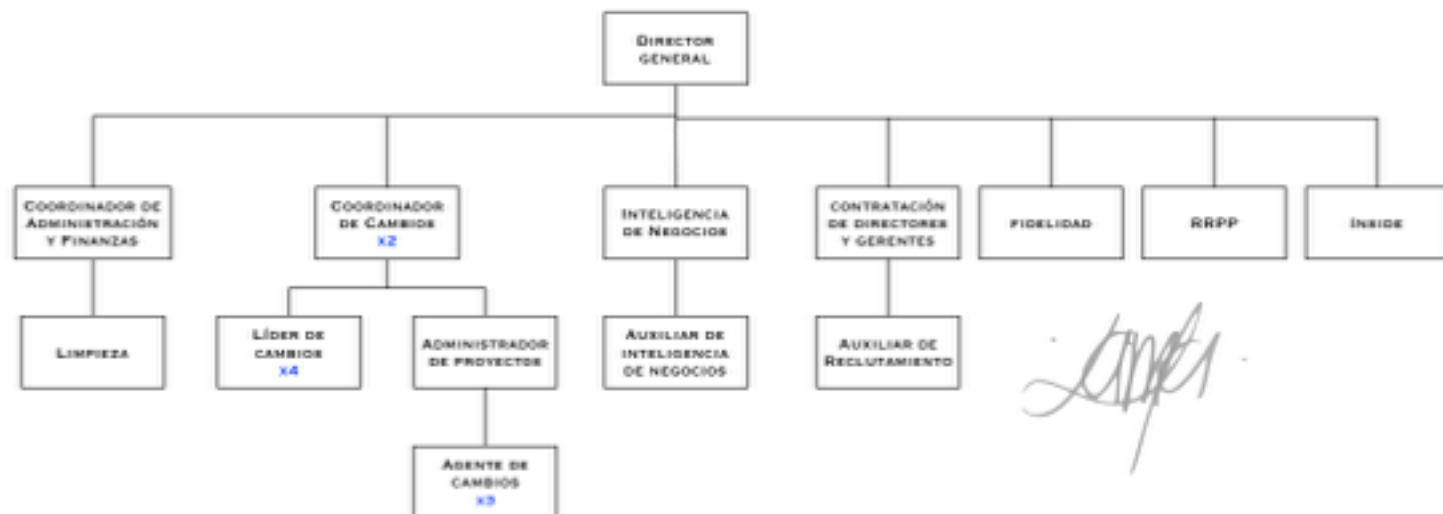 DIRECTOR
GENERAL
COORDINADOR DE
ADMINISTRACIÓN
Y FINANZAS
COORDINADOR
DE CAMBIOS
x2
INTELIGENCIA
DE NEGOCIOS
CONTRATACIÓN
DE DIRECTORES
Y GERENTES
FIDELIDAD
RRPP
INSIDE
LIMPIEZA
LÍDER DE
CAMBIOS
x4
ADMINISTRADOR
DE PROYECTOS
AUXILIAR DE
INTELIGENCIA
DE NEGOCIOS
AUXILIAR DE
RECLUTAMIENTO
AGENTE DE
CAMBIOS
x3